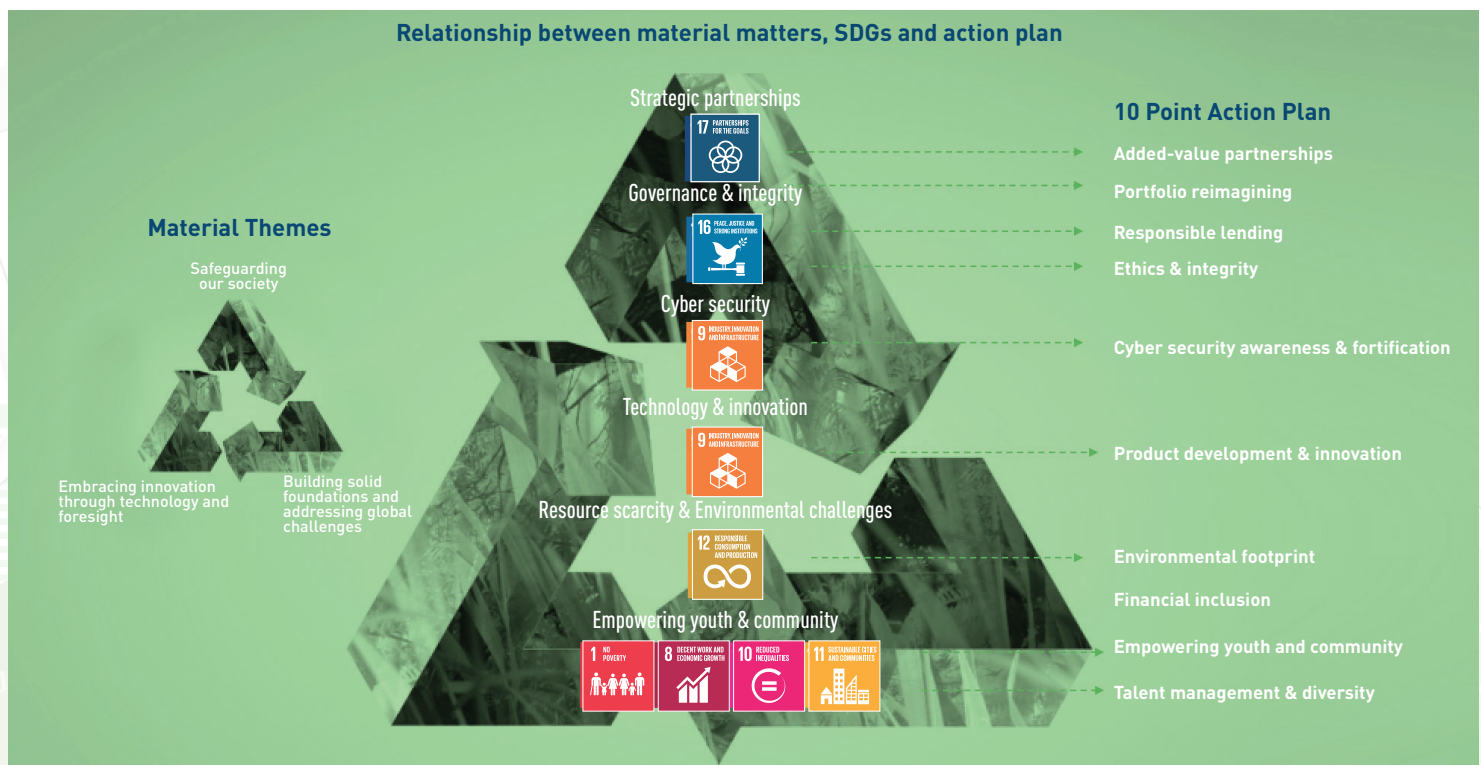 Relationship between material matters, SDGs and action plan
Material Themes
Safeguarding
our society
Embracing innovation
through technology and
foresight
Building solid
foundations and
addressing global
challenges
Strategic partnerships
17 PARTNERSHIPS
FOR THE GOALS
Governance & integrity
16 PEACE, JUSTICE AND
STRONG INSTITUTIONS
Cyber security
9 INDUSTRY, INNOVATION
AND INFRASTRUCTURE
Technology & innovation
9 INDUSTRY, INNOVATION
AND INFRASTRUCTURE
Resource scarcity & Environmental challenges
12 RESPONSIBLE
CONSUMPTION
AND PRODUCTION
Empowering youth & community
1 NO
POVERTY
8 DECENT WORK AND
ECONOMIC GROWTH
10 REDUCED
INEQUALITIES
11 SUSTAINABLE CITIES
AND COMMUNITIES
10 Point Action Plan
Added-value partnerships
Portfolio reimagining
Responsible lending
Ethics & integrity
Cyber security awareness & fortification
Product development & innovation
Environmental footprint
Financial inclusion
Empowering youth and community
Talent management & diversity